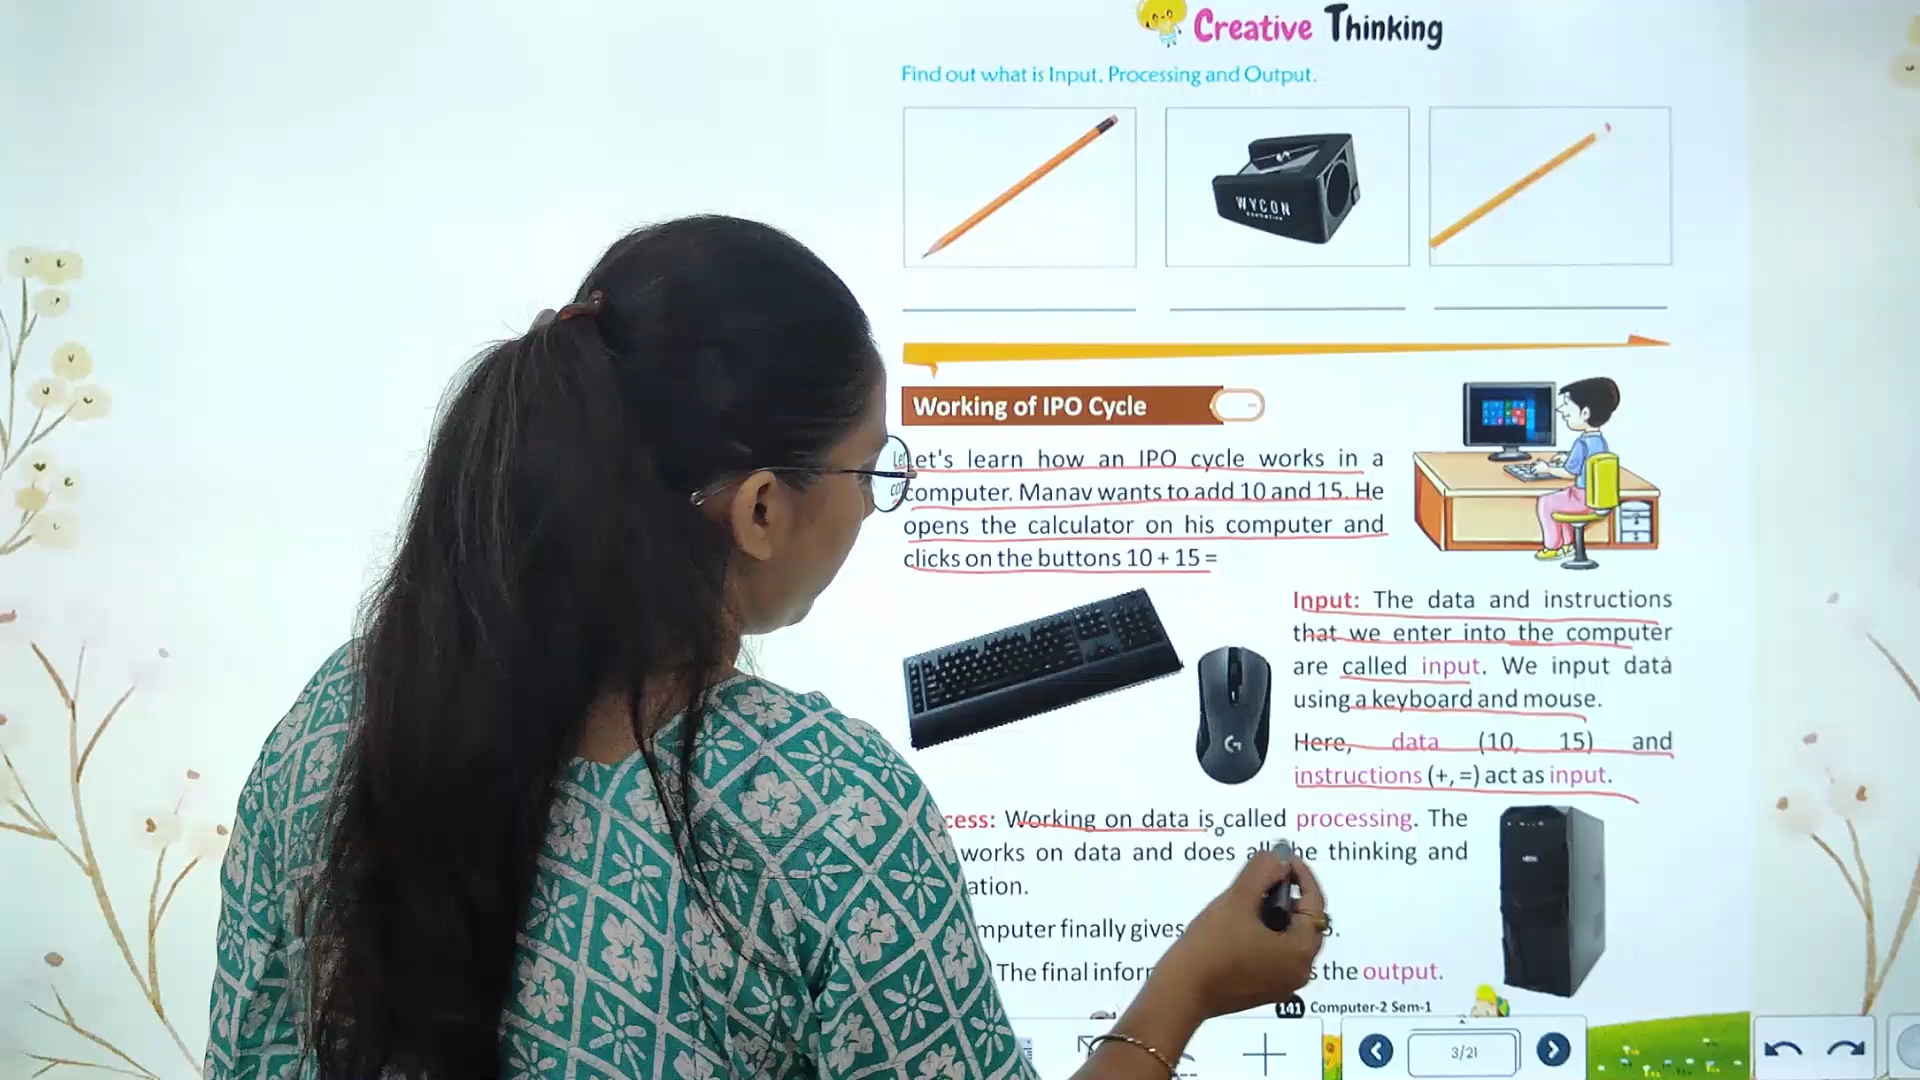 Creative Thinking
Find out what is Input, Processing and Output.
WYCON
Working of IPO Cycle
Let's learn how an IPO cycle works in a
computer. Manav wants to add 10 and 15. He
opens the calculator on his computer and
clicks on the buttons 10 + 15 =
Input: The data and instructions
that we enter into the computer
are called input. We input data
using a keyboard and mouse.
Here, data (10, 15) and
instructions (+, =) act as input.
cess: Working on data is called processing. The
works on data and does all he thinking and
ation.
mputer finally gives
The final infor s the output.
141 Computer-2 Sem-1
3/21